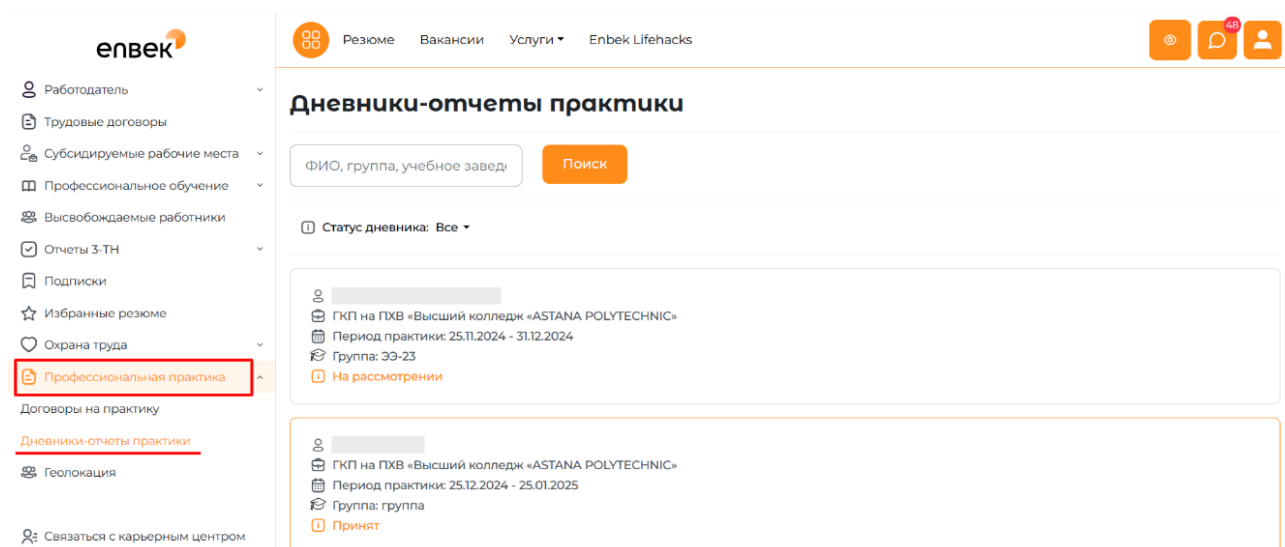 enbek
Работодатель
Трудовые договоры
Субсидируемые рабочие места
Профессиональное обучение
Высвобождаемые работники
Отчеты 3-ТН
Подписки
Избранные резюме
Охрана труда
Профессиональная практика
Договоры на практику
Дневники-отчеты практики
Геолокация
Связаться с карьерным центром
Резюме Вакансии Услуги Enbek Lifehacks
48
Дневники-отчеты практики
ФИО, группа, учебное завед
Поиск
Статус дневника: Все
ГКП на ПХВ «Высший колледж «ASTANA POLYTECHNIC»
Период практики: 25.11.2024 - 31.12.2024
Группа: ЭЭ-23
На рассмотрении
ГКП на ПХВ «Высший колледж «ASTANA POLYTECHNIC»
Период практики: 25.12.2024 - 25.01.2025
Группа: группа
Принят